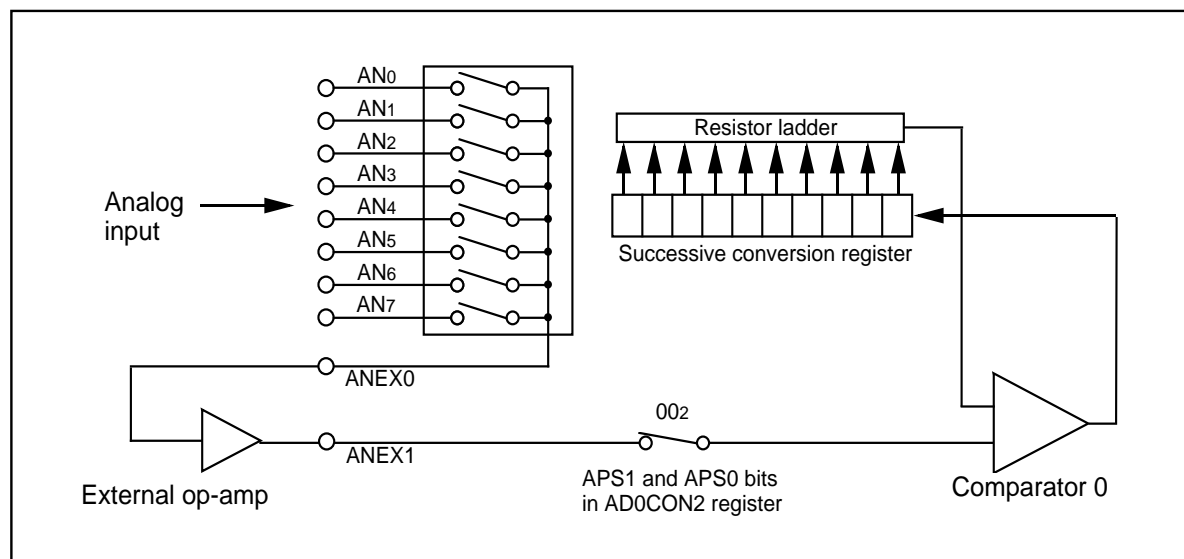 AN0
AN1
AN2
AN3
AN4
AN5
AN6
AN7
Analog
input
Resistor ladder
Successive conversion register
ANEX0
ANEX1
External op-amp
002
APS1 and APS0 bits
in AD0CON2 register
Comparator 0